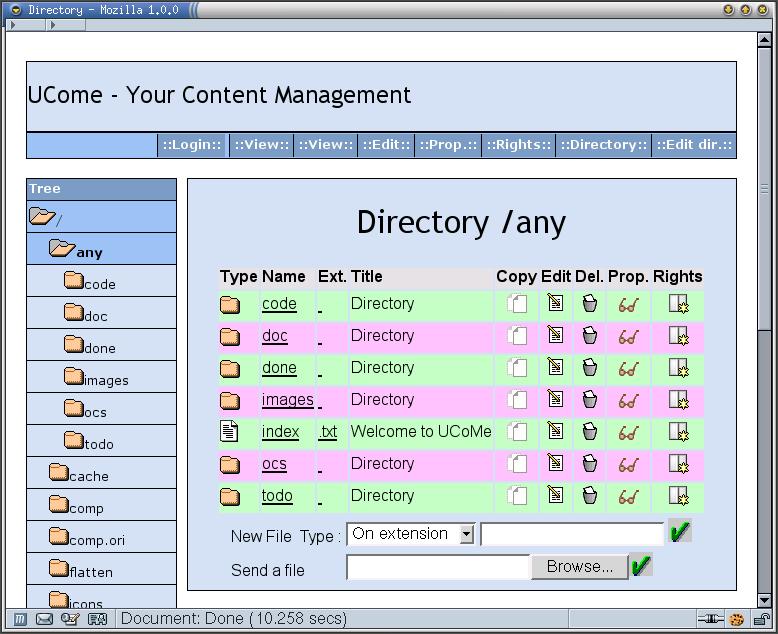 Directory - Mozilla 1.0.0
UCome - Your Content Management
::Login:: ::View:: ::View:: ::Edit:: ::Prop.:: ::Rights:: ::Directory:: ::Edit dir.::
Tree
/
any
code
doc
done
images
ocs
todo
cache
comp
comp.ori
flatten
icons
Directory /any
Type Name Ext. Title Copy Edit Del. Prop. Rights
code Directory
doc Directory
done Directory
images Directory
index .txt Welcome to UCoMe
ocs Directory
todo Directory
New File Type : On extension
Send a file Browse...
Document: Done (10.258 secs)